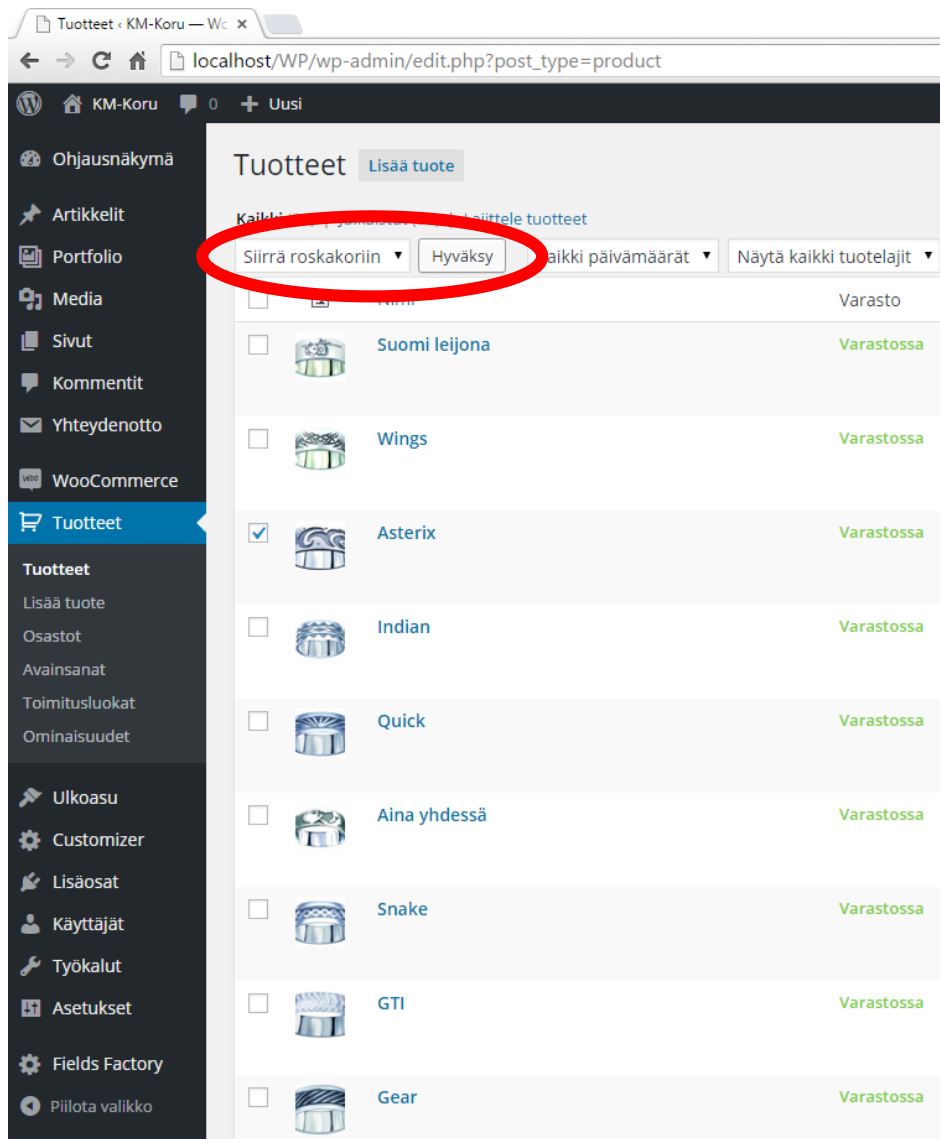 Tuotteet ‹ KM-Koru — Wc
localhost/WP/wp-admin/edit.php?post_type=product
KM-Koru 0 + Uusi
Ohjausnäkymä
Artikkelit
Portfolio
Media
Sivut
Kommentit
Yhteydenotto
WooCommerce
Tuotteet
Tuotteet
Lisää tuote
Osastot
Avainsanat
Toimitusluokat
Ominaisuudet
Ulkoasu
Customizer
Lisäosat
Käyttäjät
Työkalut
Asetukset
Fields Factory
Piilota valikko
Tuotteet Lisää tuote
Kaikki tuotteet
Siirrä roskakoriin Hyväksy aikki päivämäärät Näytä kaikki tuotelajit
Varasto
Suomi leijona Varastossa
Wings Varastossa
Asterix Varastossa
Indian Varastossa
Quick Varastossa
Aina yhdessä Varastossa
Snake Varastossa
GTI Varastossa
Gear Varastossa